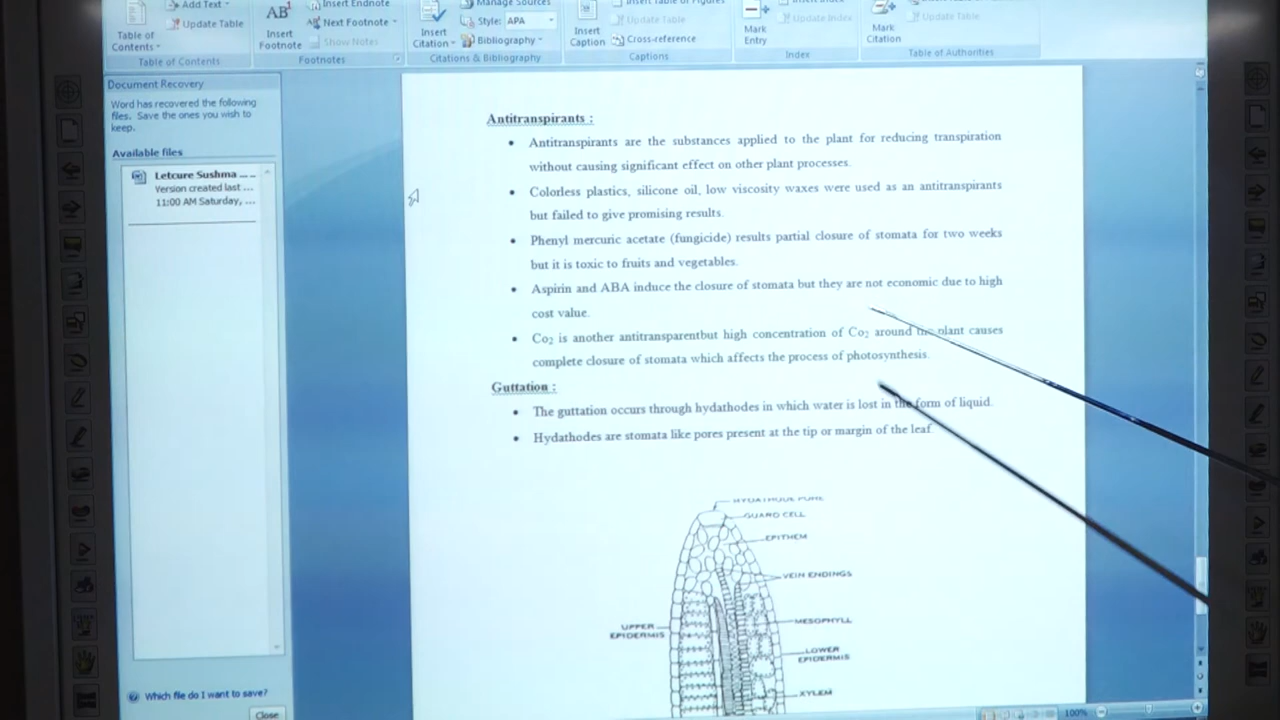 Add Text
Update Table
Table of
Contents
Table of Contents
AB¹
Insert
Footnote
Insert Endnote
Next Footnote
Show Notes
Footnotes
Insert
Citation
Manage Sources
Style: APA
Bibliography
Citations & Bibliography
Insert
Caption
Insert Table of Figures
Update Table
Cross-reference
Captions
Mark
Entry
Update Index
Index
Mark
Citation
Update Table
Table of Authorities
Document Recovery
Word has recovered the following
files. Save the ones you wish to
keep.
Available files
Letcure Sushma ...
Version created last ...
11:00 AM Saturday, ...
Which file do I want to save?
Close
Antitranspirants :
• Antitranspirants are the substances applied to the plant for reducing transpiration
without causing significant effect on other plant processes.
• Colorless plastics, silicone oil, low viscosity waxes were used as an antitranspirants
but failed to give promising results.
• Phenyl mercuric acetate (fungicide) results partial closure of stomata for two weeks
but it is toxic to fruits and vegetables.
• Aspirin and ABA induce the closure of stomata but they are not economic due to high
cost value.
• Co₂ is another antitransparentbut high concentration of Co₂ around the plant causes
complete closure of stomata which affects the process of photosynthesis.
Guttation :
• The guttation occurs through hydathodes in which water is lost in the form of liquid.
• Hydathodes are stomata like pores present at the tip or margin of the leaf.
HYDATHODE PORE
GUARD CELL
EPITHEM
VEIN ENDINGS
UPPER
EPIDERMIS
MESOPHYLL
LOWER
EPIDERMIS
XYLEM
100%